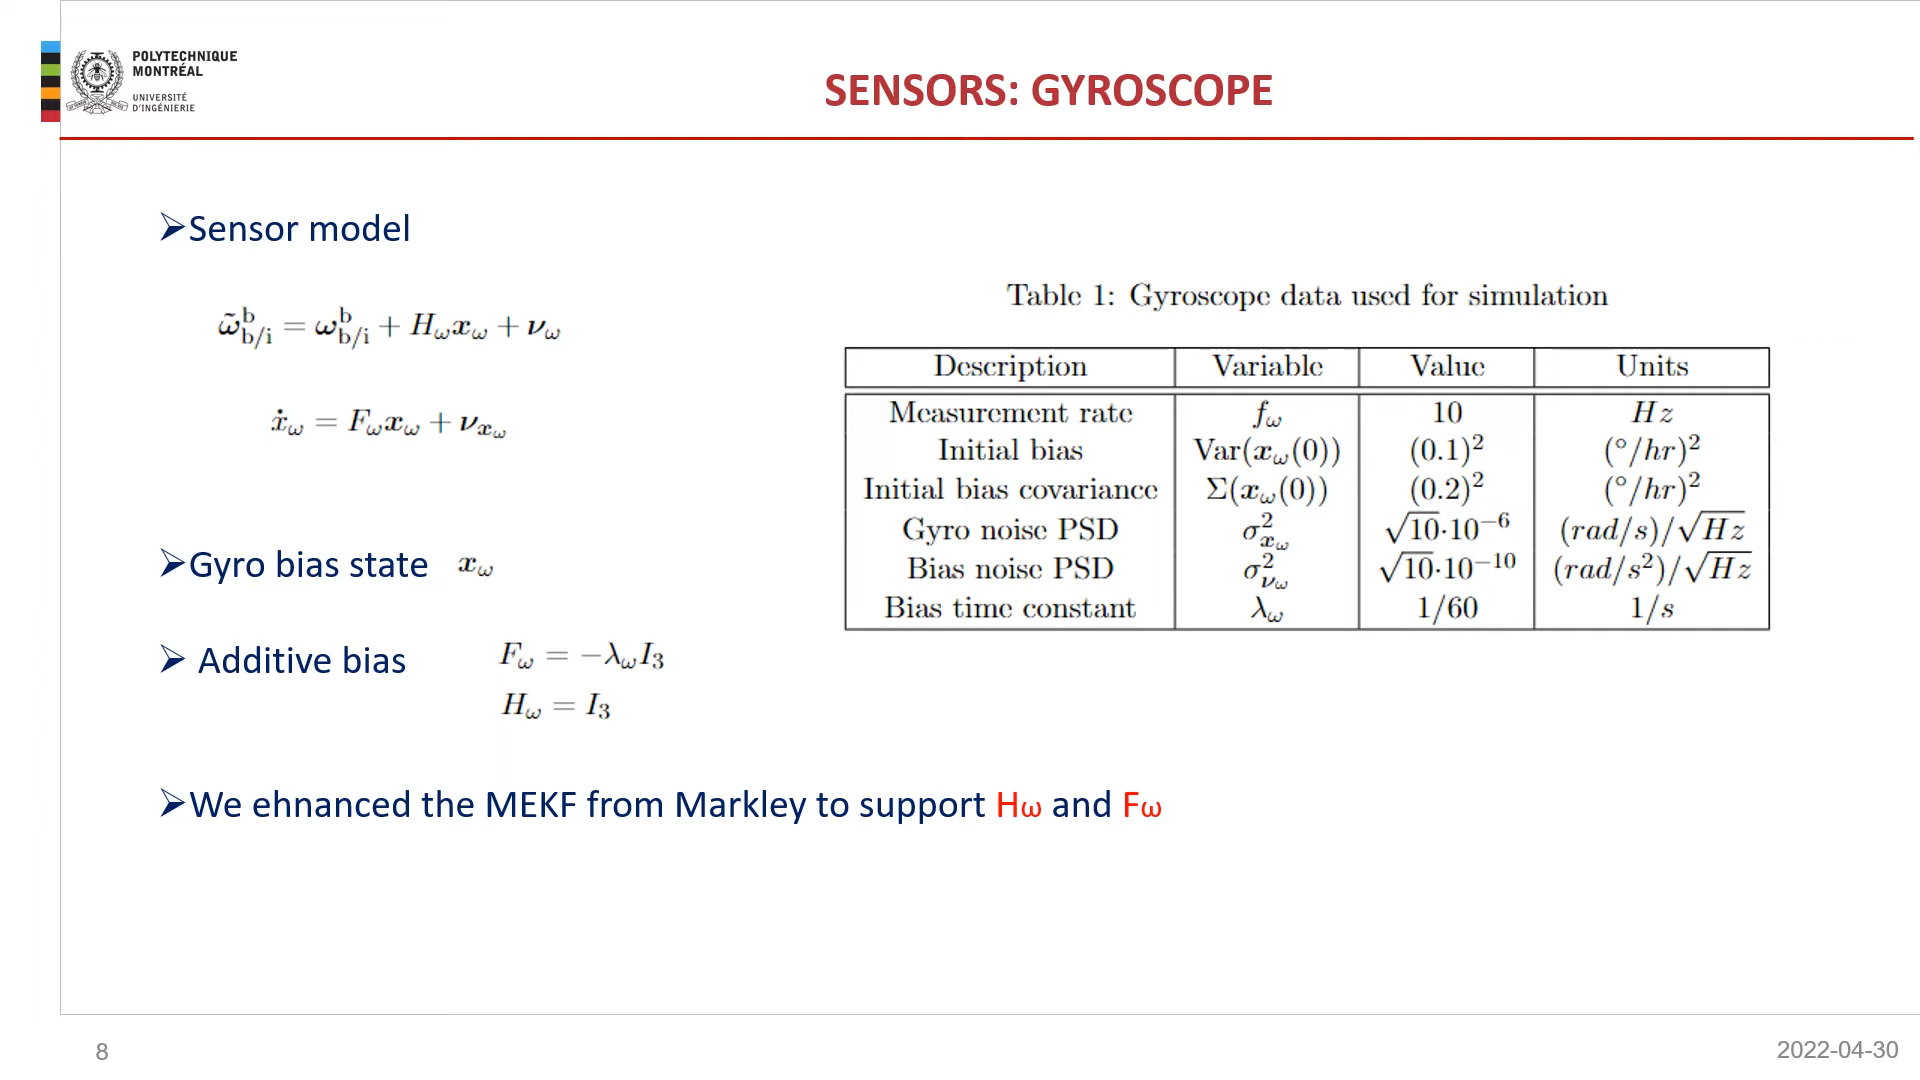 POLYTECHNIQUE
MONTRÉAL
UNIVERSITÉ
D'INGÉNIERIE
SENSORS: GYROSCOPE
➢Sensor model
ω̃ᵇ_b/i = ωᵇ_b/i + H_ω x_ω + ν_ω
ẋ_ω = F_ω x_ω + ν_x_ω
➢Gyro bias state x_ω
➢ Additive bias
F_ω = −λ_ω I₃
H_ω = I₃
➢We ehnanced the MEKF from Markley to support Hω and Fω
Table 1: Gyroscope data used for simulation
Description Variable Value Units
Measurement rate f_ω 10 Hz
Initial bias Var(x_ω(0)) (0.1)² (°/hr)²
Initial bias covariance Σ(x_ω(0)) (0.2)² (°/hr)²
Gyro noise PSD σ²_x_ω √10·10⁻⁶ (rad/s)/√Hz
Bias noise PSD σ²_ν_ω √10·10⁻¹⁰ (rad/s²)/√Hz
Bias time constant λ_ω 1/60 1/s
8
2022-04-30